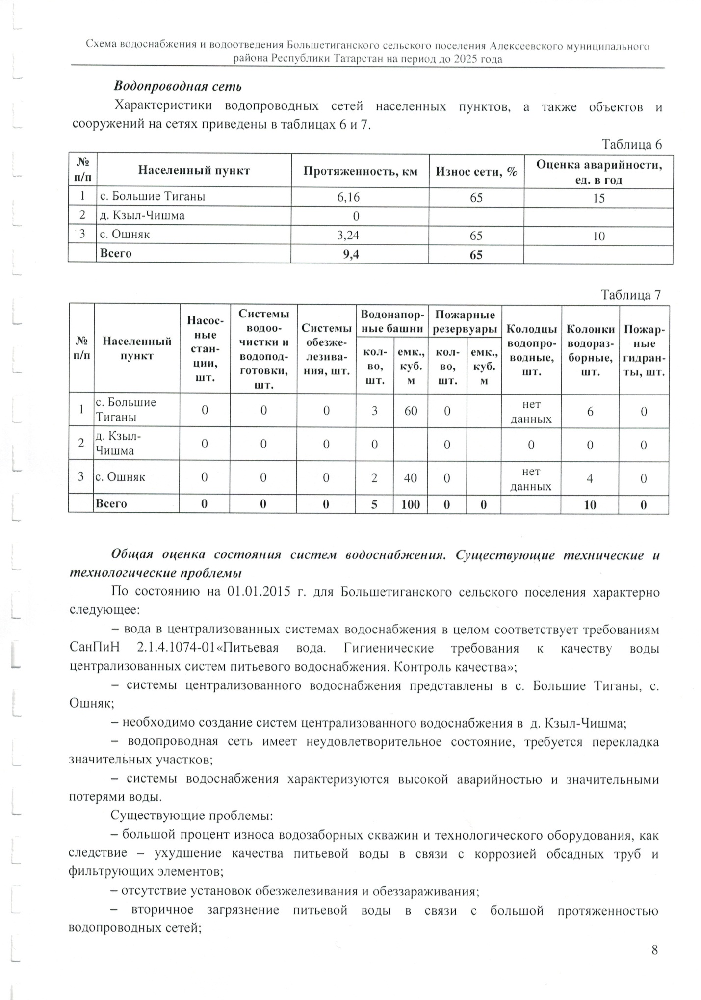 Схема водоснабжения и водоотведения Большетиганского сельского поселения Алексеевского муниципального
района Республики Татарстан на период до 2025 года
Водопроводная сеть
Характеристики водопроводных сетей населенных пунктов, а также объектов и
сооружений на сетях приведены в таблицах 6 и 7.
Таблица 6
№ п/п Населенный пункт Протяженность, км Износ сети, % Оценка аварийности, ед. в год
1 с. Большие Тиганы 6,16 65 15
2 д. Кзыл-Чишма 0
3 с. Ошняк 3,24 65 10
Всего 9,4 65
Таблица 7
№ п/п
Населенный пункт
Насос-
ные
стан-
ции,
шт.
Системы
водоо-
чистки и
водопод-
готовки,
шт.
Системы
обезже-
лезива-
ния, шт.
Водонапор-
ные башни
кол-
во,
шт.
емк.,
куб.
м
Пожарные
резервуары
кол-
во,
шт.
емк.,
куб.
м
Колодцы
водопро-
водные,
шт.
Колонки
водораз-
борные,
шт.
Пожар-
ные
гидран-
ты, шт.
1 с. Большие Тиганы 0 0 0 3 60 0 нет данных 6 0
2 д. Кзыл-Чишма 0 0 0 0 0 0 0 0
3 с. Ошняк 0 0 0 2 40 0 нет данных 4 0
Всего 0 0 0 5 100 0 0 10 0
Общая оценка состояния систем водоснабжения. Существующие технические и
технологические проблемы
По состоянию на 01.01.2015 г. для Большетиганского сельского поселения характерно
следующее:
– вода в централизованных системах водоснабжения в целом соответствует требованиям
СанПиН 2.1.4.1074-01«Питьевая вода. Гигиенические требования к качеству воды
централизованных систем питьевого водоснабжения. Контроль качества»;
– системы централизованного водоснабжения представлены в с. Большие Тиганы, с.
Ошняк;
– необходимо создание систем централизованного водоснабжения в д. Кзыл-Чишма;
– водопроводная сеть имеет неудовлетворительное состояние, требуется перекладка
значительных участков;
– системы водоснабжения характеризуются высокой аварийностью и значительными
потерями воды.
Существующие проблемы:
– большой процент износа водозаборных скважин и технологического оборудования, как
следствие – ухудшение качества питьевой воды в связи с коррозией обсадных труб и
фильтрующих элементов;
– отсутствие установок обезжелезивания и обеззараживания;
– вторичное загрязнение питьевой воды в связи с большой протяженностью
водопроводных сетей;
8